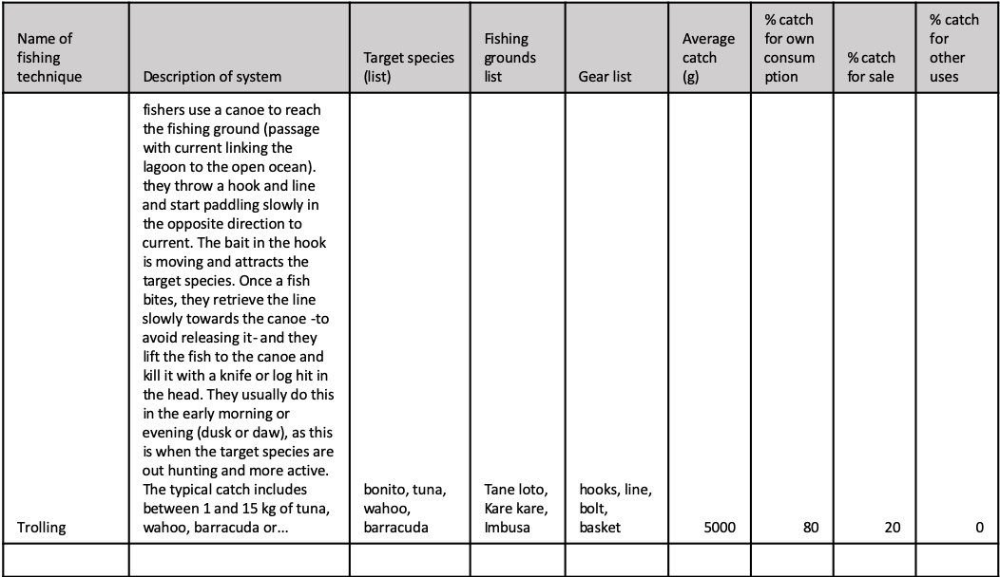 Name of
fishing
technique
Description of system
Target species
(list)
Fishing
grounds
list
Gear list
Average
catch
(g)
% catch
for own
consum
ption
% catch
for sale
% catch
for
other
uses
Trolling
fishers use a canoe to reach
the fishing ground (passage
with current linking the
lagoon to the open ocean).
they throw a hook and line
and start paddling slowly in
the opposite direction to
current. The bait in the hook
is moving and attracts the
target species. Once a fish
bites, they retrieve the line
slowly towards the canoe -to
avoid releasing it- and they
lift the fish to the canoe and
kill it with a knife or log hit in
the head. They usually do this
in the early morning or
evening (dusk or daw), as this
is when the target species are
out hunting and more active.
The typical catch includes
between 1 and 15 kg of tuna,
wahoo, barracuda or...
bonito, tuna,
wahoo,
barracuda
Tane loto,
Kare kare,
Imbusa
hooks, line,
bolt,
basket
5000
80
20
0